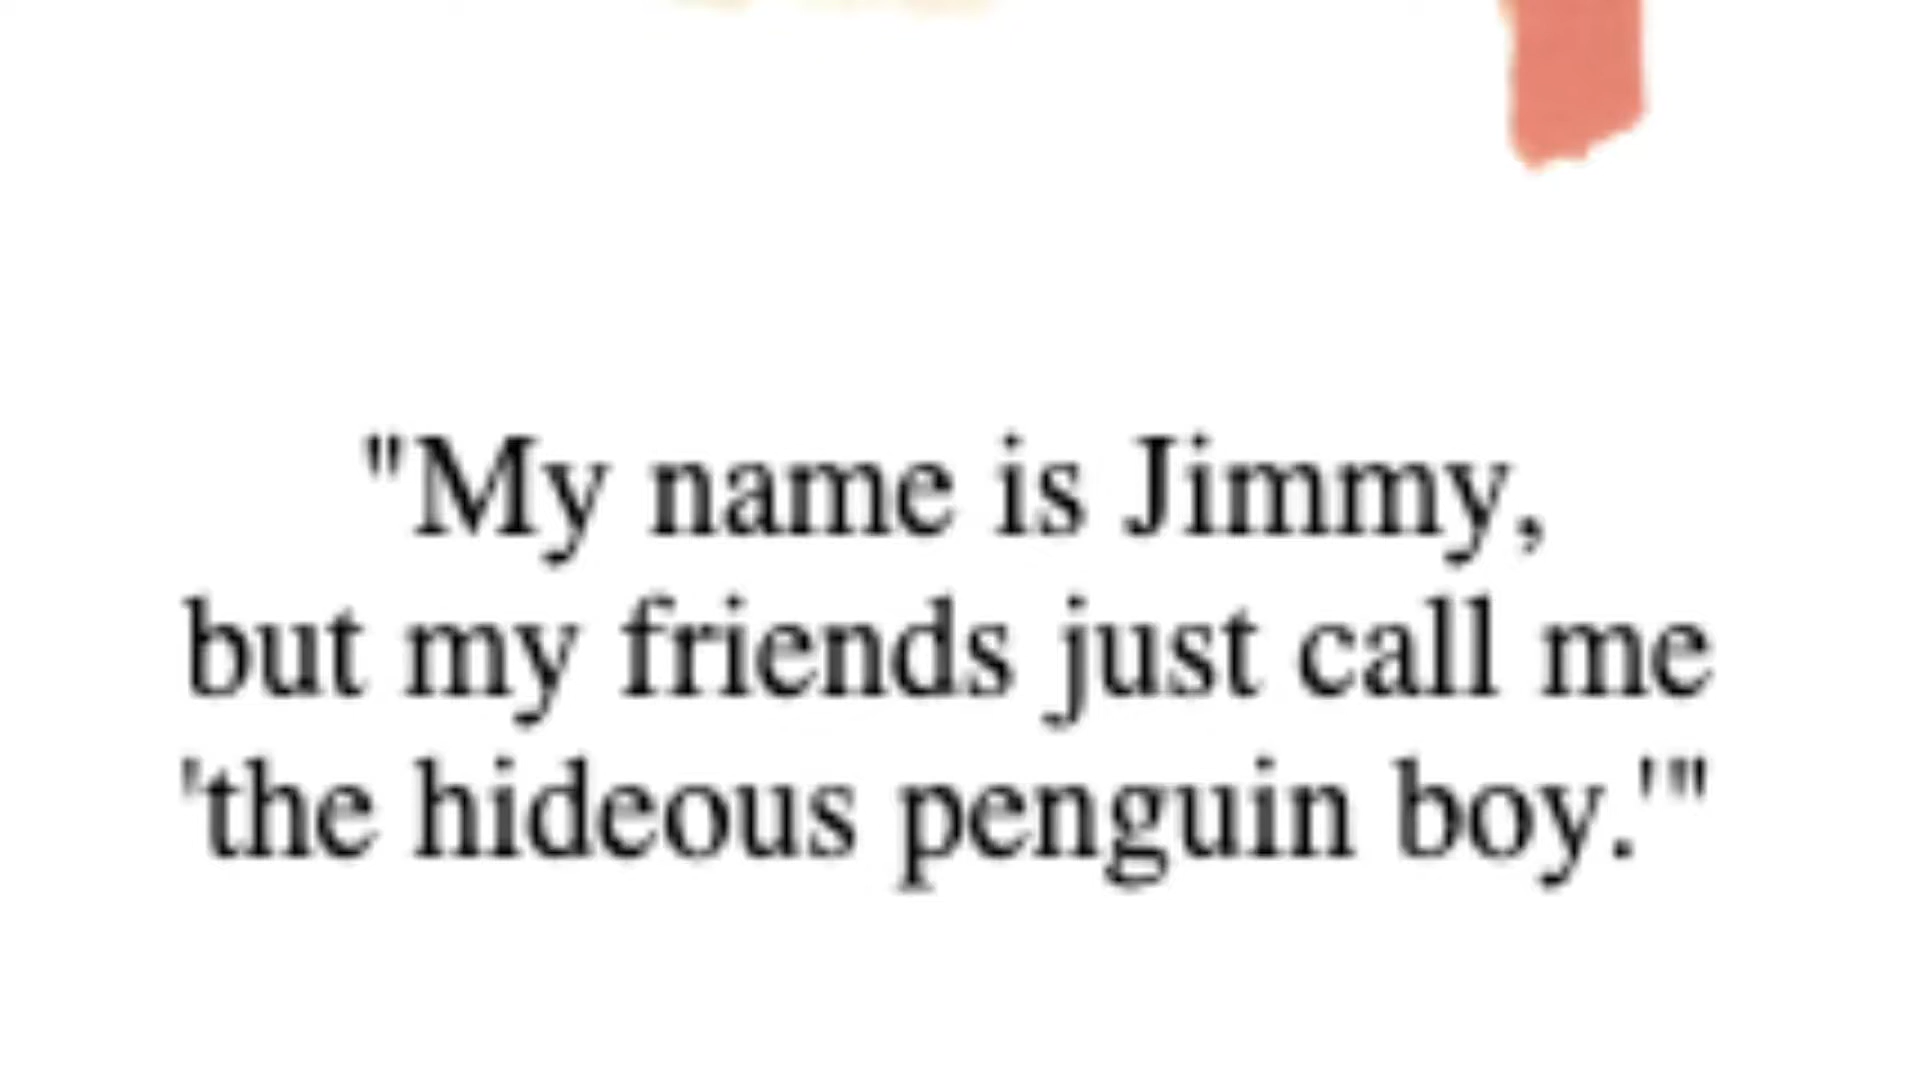 "My name is Jimmy,
but my friends just call me
'the hideous penguin boy.'"